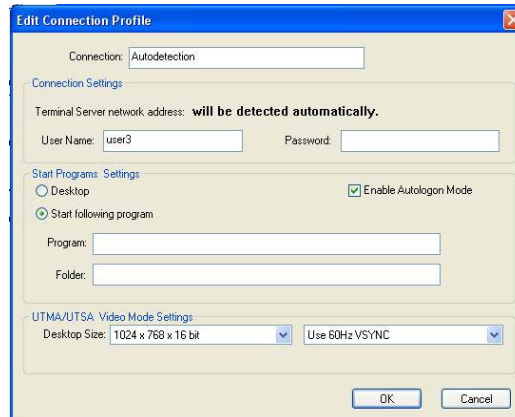 Edit Connection Profile
Connection: Autodetection
Connection Settings
Terminal Server network address: will be detected automatically.
User Name: user3 Password:
Start Programs Settings
Desktop Enable Autologon Mode
Start following program
Program:
Folder:
UTMA/UTSA Video Mode Settings
Desktop Size: 1024 x 768 x 16 bit Use 60Hz VSYNC
OK Cancel